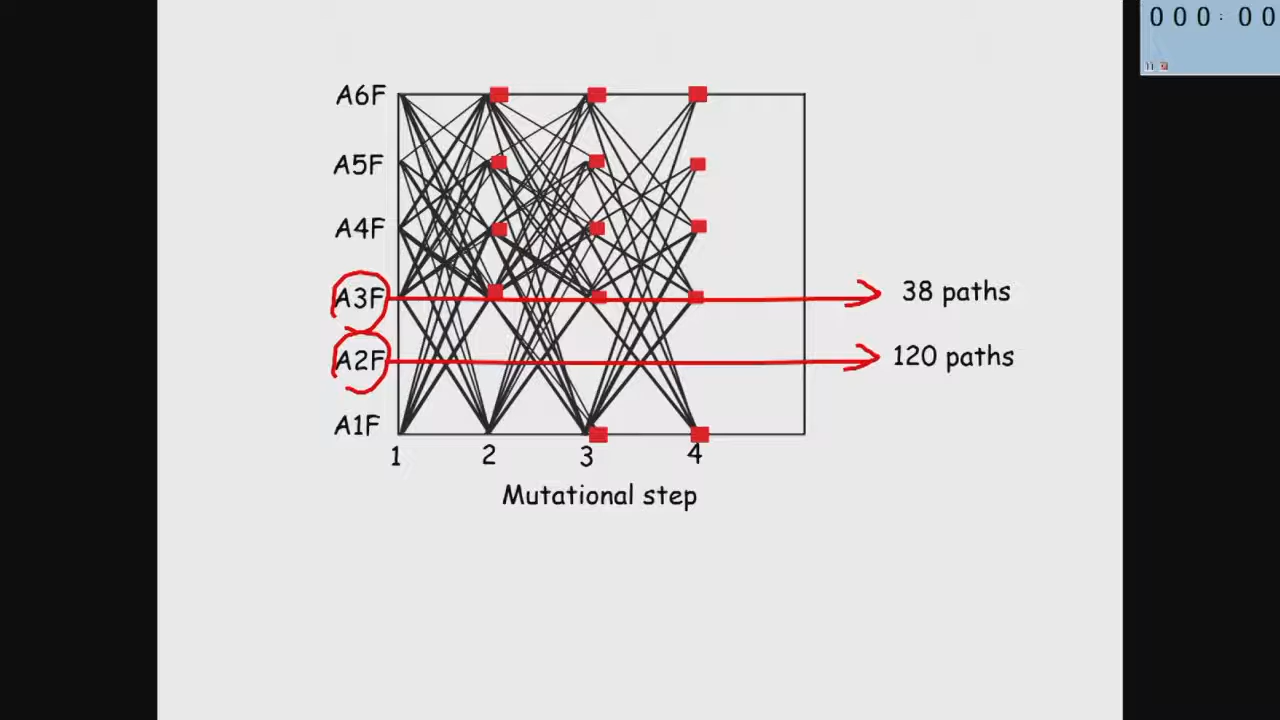 000:00
A6F
A5F
A4F
A3F
38 paths
A2F
120 paths
A1F
1 2 3 4
Mutational step